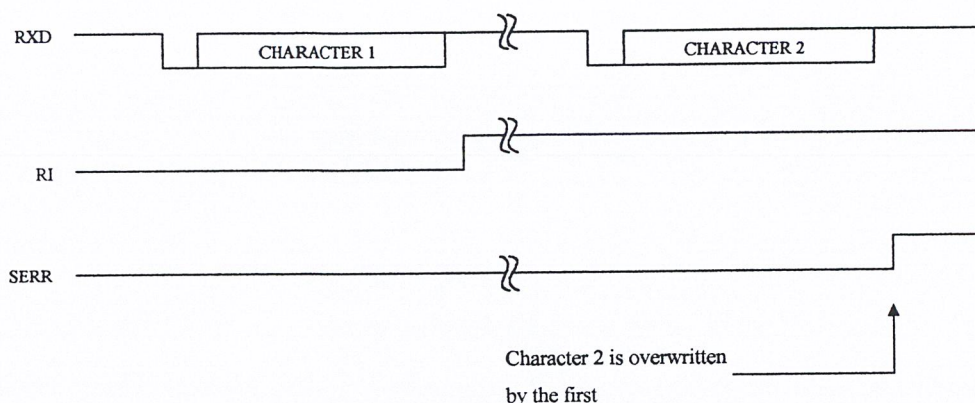 RXD
CHARACTER 1
CHARACTER 2
RI
SERR
Character 2 is overwritten
by the first